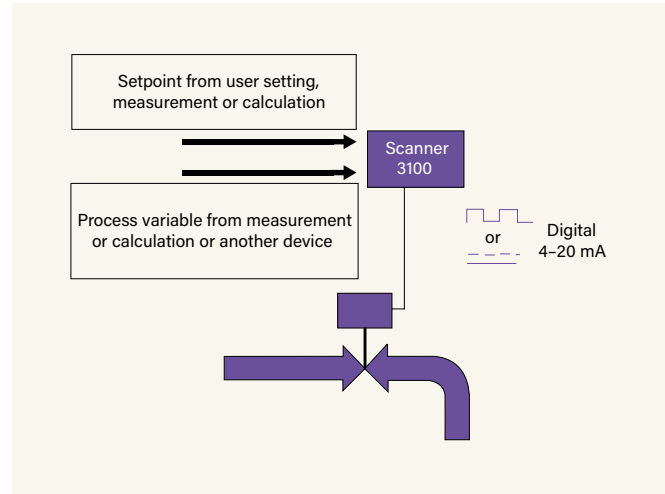 Setpoint from user setting,
measurement or calculation
Scanner
3100
Process variable from measurement
or calculation or another device
or
Digital
4–20 mA